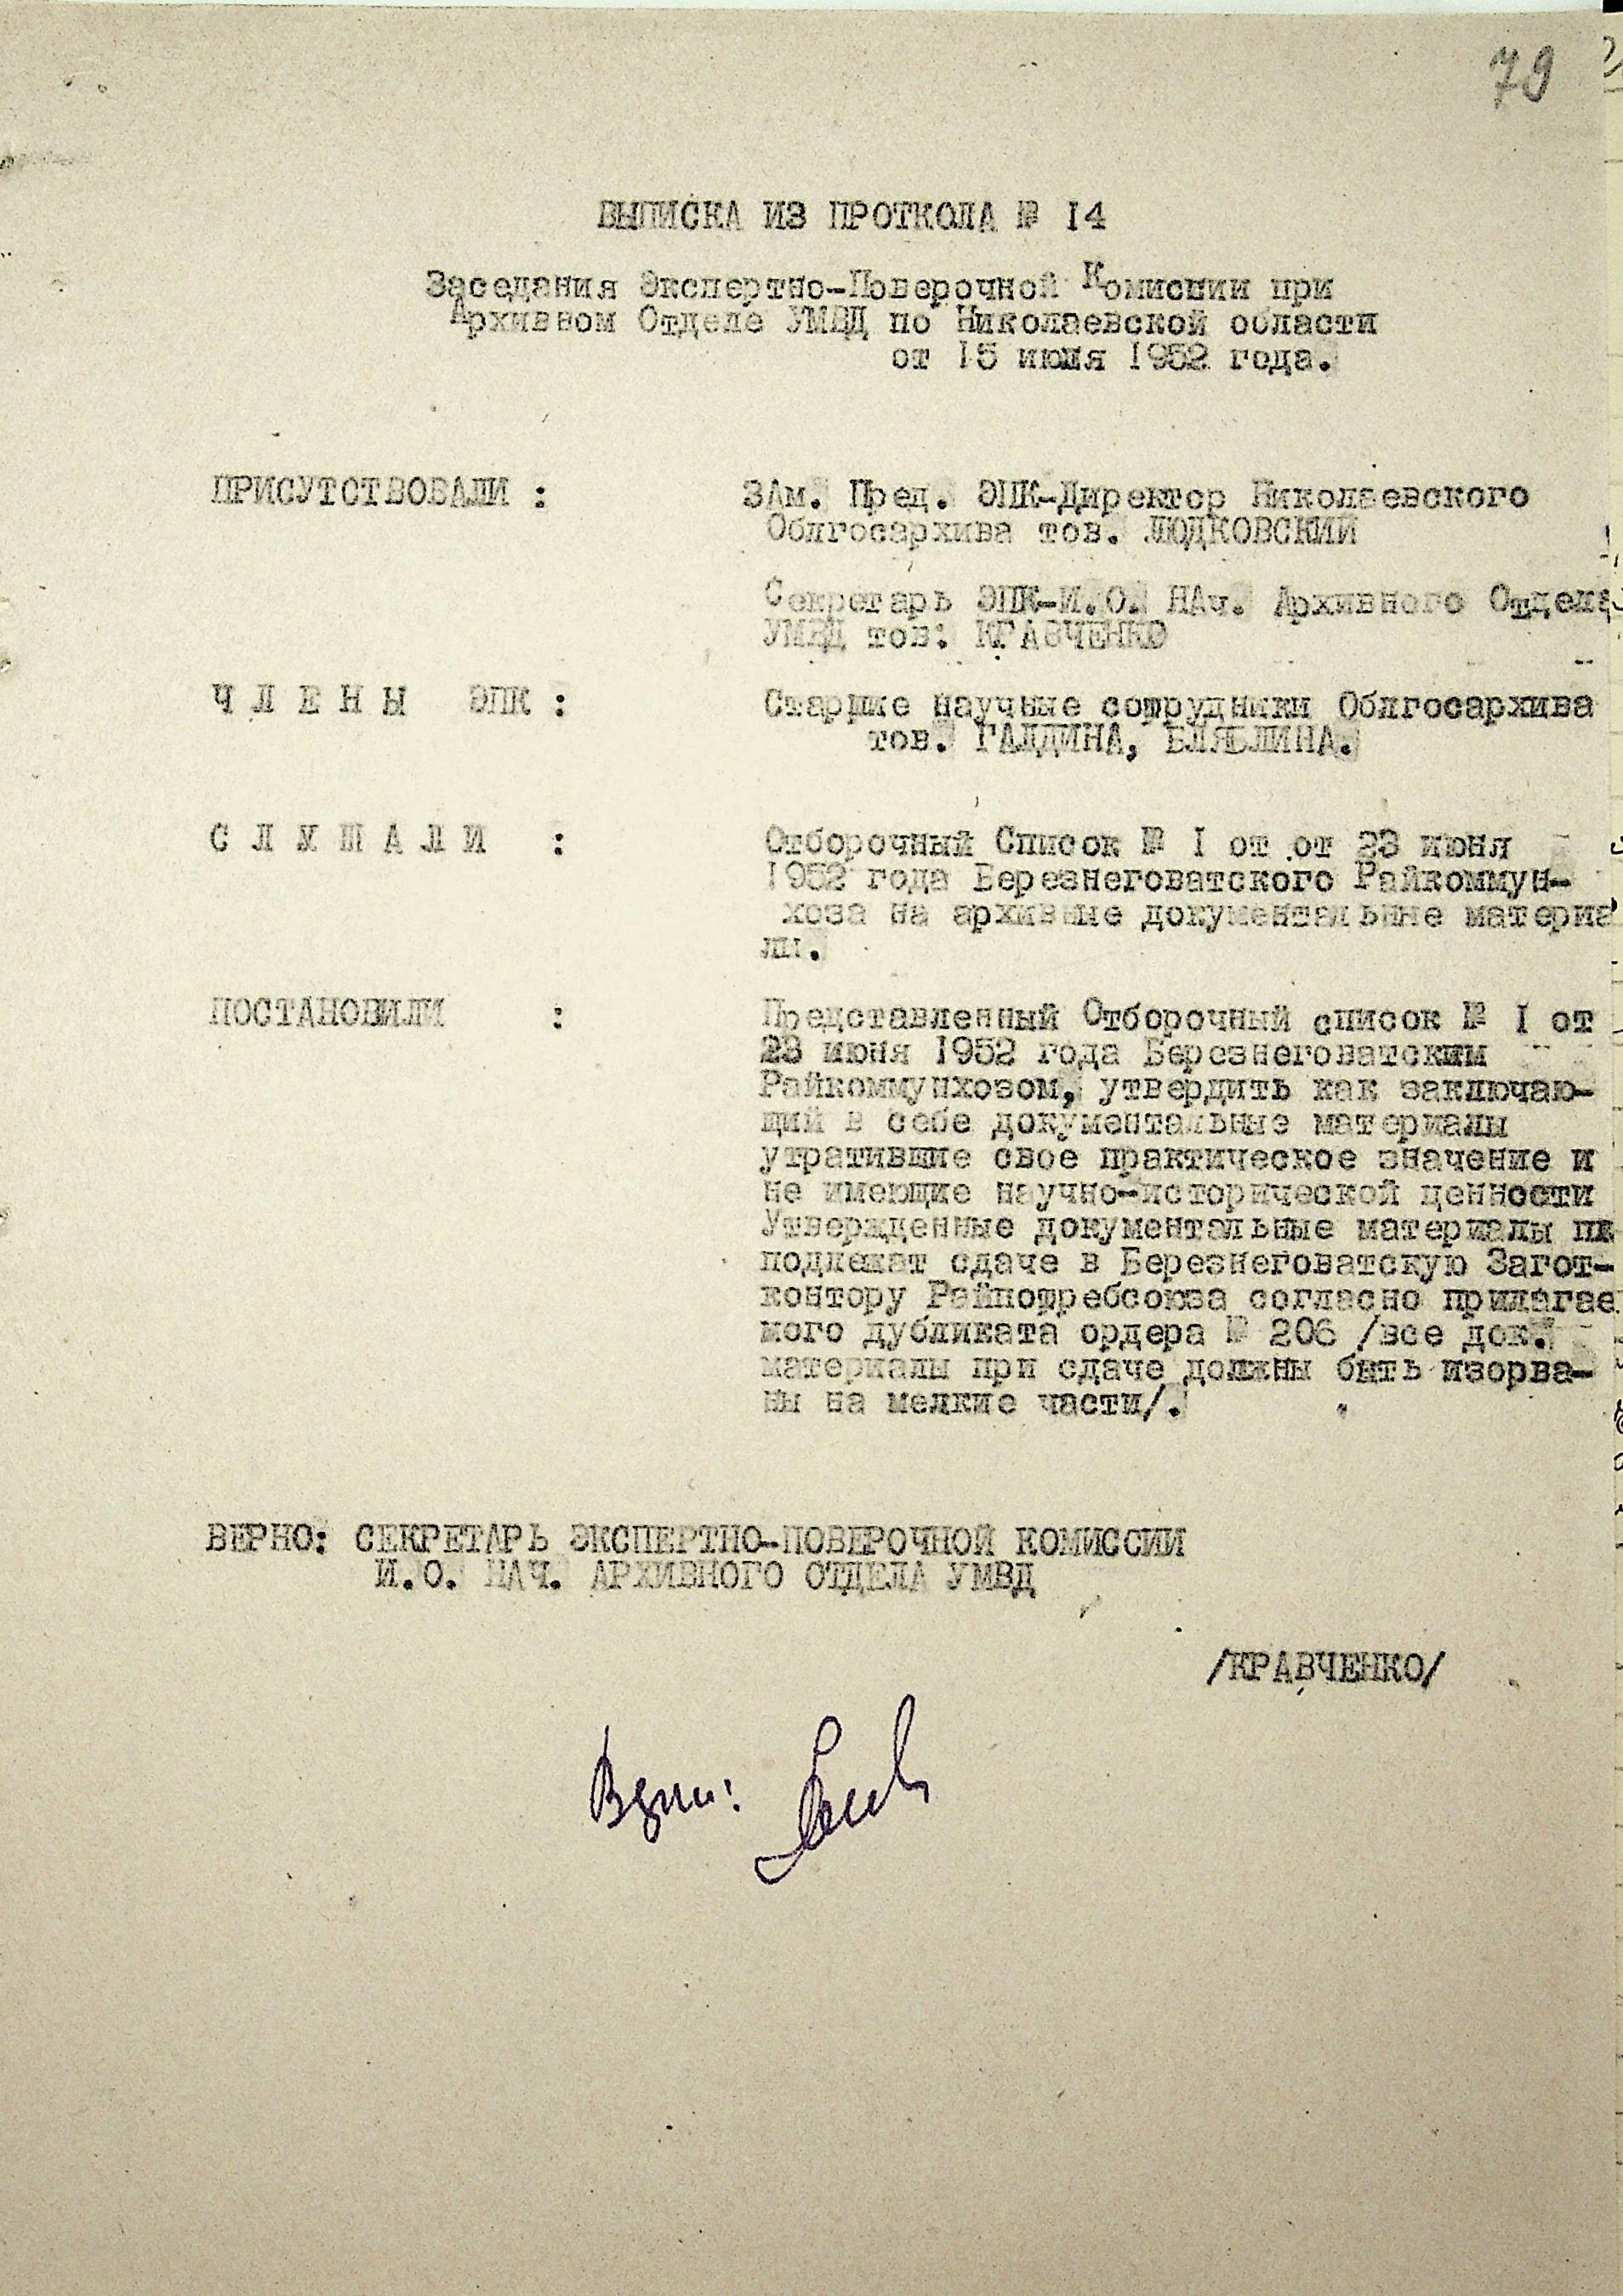 79
ВЫПИСКА ИЗ ПРОТКОЛА № I4
Заседания Экспертно-Поверочной Комиссии при
Архивном Отделе УМВД по Николаевской области
от 15 июля 1952 года.
ПРИСУТСТВОВАЛИ :
ЗАм. Пред. ЭПК-Директор Николаевского
Облгосархива тов. ЛЮДКОВСКИЙ
Секретарь ЭПК-И.О. НАч. Архивного Отдела
УМВД тов: КРАВЧЕНКО
Ч Л Е Н Ы ЭПК :
Старшие научные сотрудники Облгосархива
тов. ГАЛДИНА, БЛЯБЛИНА.
С Л У Ш А Л И :
Отборочный Список № I от от 23 июня
1952 года Березнеговатского Райкоммун-
хоза на архивные документальные материа
лы.
ПОСТАНОВИЛИ :
Представленный Отборочный список № I от
23 июня 1952 года Березнеговатским
Райкоммунхозом, утвердить как заключаю-
щий в себе документальные материалы
утратившие свое практическое значение и
не имеющие научно-исторической ценности
Утвержденные документальные материалы
подлежат сдаче в Березнеговатскую Загот-
контору Райпотребсоюза согласно прилагае
мого дубликата ордера № 206 /все док.
материалы при сдаче должны быть изорва-
ны на мелкие части/.
ВЕРНО: СЕКРЕТАРЬ ЭКСПЕРТНО-ПОВЕРОЧНОЙ КОМИССИИ
И.О. НАЧ. АРХИВНОГО ОТДЕЛА УМВД
/КРАВЧЕНКО/